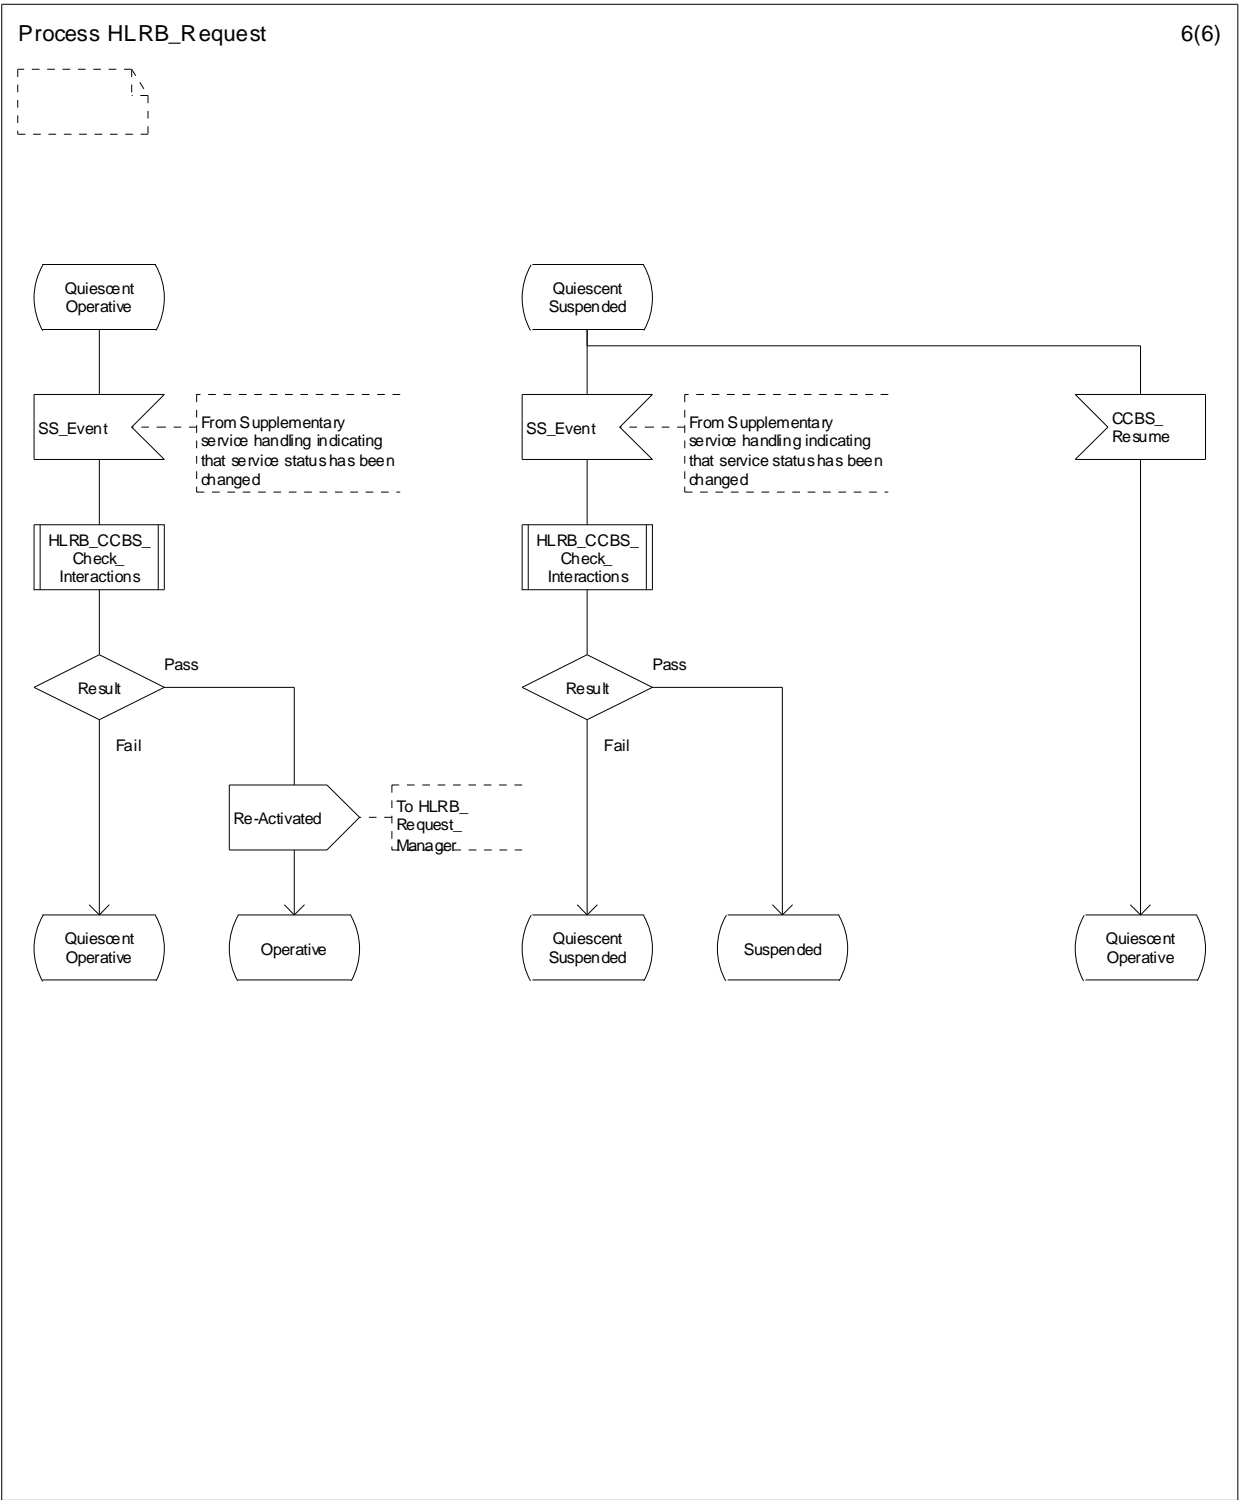 Process HLRB_Request
6(6)
Quiescent
Operative
SS_Event
From Supplementary
service handling indicating
that service status has been
changed
HLRB_CCBS_
Check_
Interactions
Result
Pass
Fail
Re-Activated
To HLRB_
Request_
Manager
Quiescent
Operative
Operative
Quiescent
Suspended
SS_Event
From Supplementary
service handling indicating
that service status has been
changed
HLRB_CCBS_
Check_
Interactions
Result
Pass
Fail
Quiescent
Suspended
Suspended
CCBS_
Resume
Quiescent
Operative